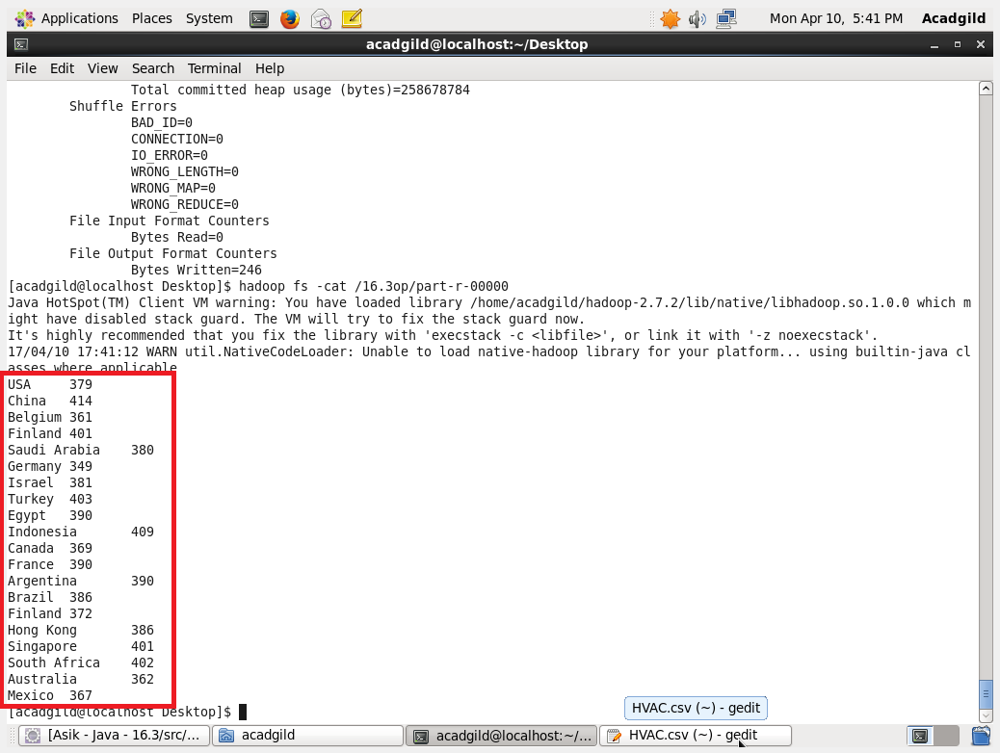 Applications Places System Mon Apr 10, 5:41 PM Acadgild
acadgild@localhost:~/Desktop
File Edit View Search Terminal Help
Total committed heap usage (bytes)=258678784
Shuffle Errors
BAD_ID=0
CONNECTION=0
IO_ERROR=0
WRONG_LENGTH=0
WRONG_MAP=0
WRONG_REDUCE=0
File Input Format Counters
Bytes Read=0
File Output Format Counters
Bytes Written=246
[acadgild@localhost Desktop]$ hadoop fs -cat /16.3op/part-r-00000
Java HotSpot(TM) Client VM warning: You have loaded library /home/acadgild/hadoop-2.7.2/lib/native/libhadoop.so.1.0.0 which m
ight have disabled stack guard. The VM will try to fix the stack guard now.
It's highly recommended that you fix the library with 'execstack -c <libfile>', or link it with '-z noexecstack'.
17/04/10 17:41:12 WARN util.NativeCodeLoader: Unable to load native-hadoop library for your platform... using builtin-java cl
asses where applicable
USA 379
China 414
Belgium 361
Finland 401
Saudi Arabia 380
Germany 349
Israel 381
Turkey 403
Egypt 390
Indonesia 409
Canada 369
France 390
Argentina 390
Brazil 386
Finland 372
Hong Kong 386
Singapore 401
South Africa 402
Australia 362
Mexico 367
[acadgild@localhost Desktop]$
HVAC.csv (~) - gedit
[Asik - Java - 16.3/src/... acadgild acadgild@localhost:~/... HVAC.csv (~) - gedit